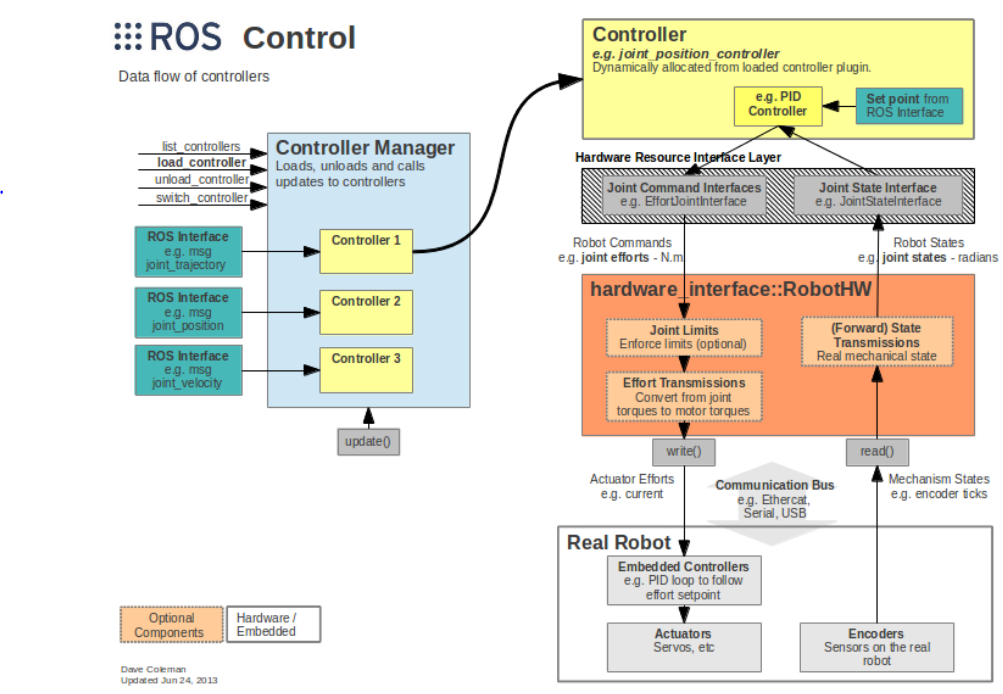 ROS Control
Data flow of controllers
list_controllers
load_controller
unload_controller
switch_controller
Controller Manager
Loads, unloads and calls
updates to controllers
ROS Interface
e.g. msg
joint_trajectory
Controller 1
ROS Interface
e.g. msg
joint_position
Controller 2
ROS Interface
e.g. msg
joint_velocity
Controller 3
update()
Controller
e.g. joint_position_controller
Dynamically allocated from loaded controller plugin.
e.g. PID
Controller
Set point from
ROS Interface
Hardware Resource Interface Layer
Joint Command Interfaces
e.g. EffortJointInterface
Joint State Interface
e.g. JointStateInterface
Robot Commands
e.g. joint efforts - N.m
Robot States
e.g. joint states - radians
hardware_interface::RobotHW
Joint Limits
Enforce limits (optional)
Effort Transmissions
Convert from joint
torques to motor torques
(Forward) State
Transmissions
Real mechanical state
write()
read()
Actuator Efforts
e.g. current
Communication Bus
e.g. Ethercat,
Serial, USB
Mechanism States
e.g. encoder ticks
Real Robot
Embedded Controllers
e.g. PID loop to follow
effort setpoint
Actuators
Servos, etc
Encoders
Sensors on the real
robot
Optional
Components
Hardware /
Embedded
Dave Coleman
Updated Jun 24, 2013